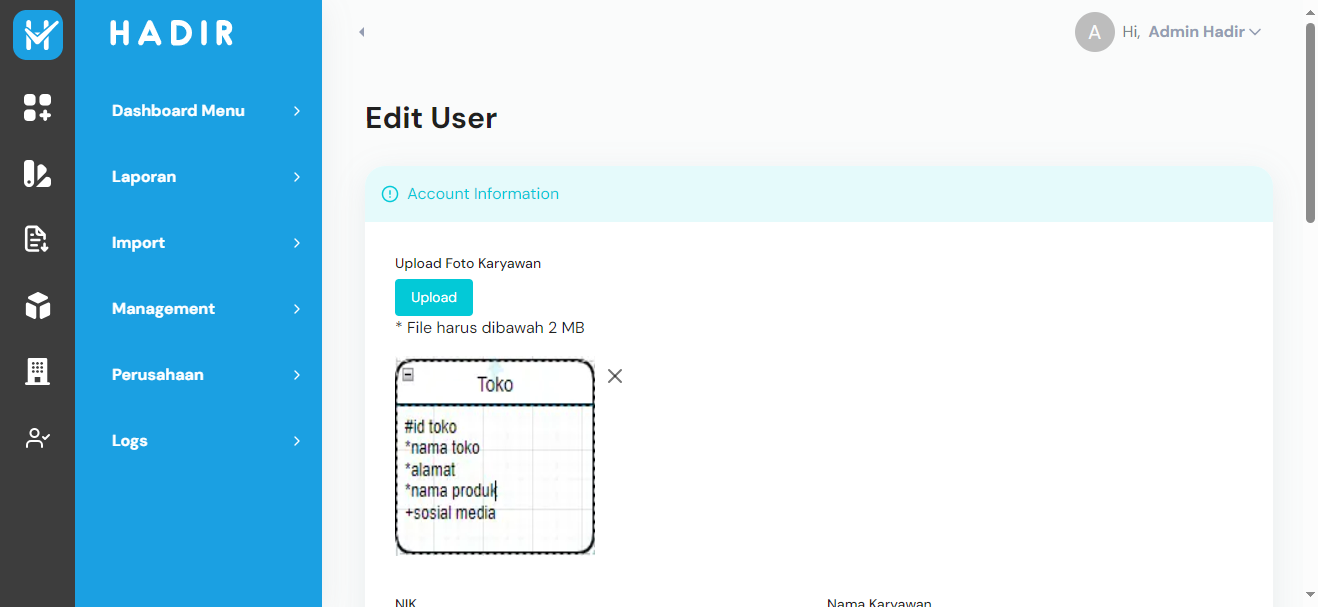 HADIR
Hi, Admin Hadir
A
Dashboard Menu
Laporan
Import
Management
Perusahaan
Logs
Edit User
Account Information
Upload Foto Karyawan
Upload
* File harus dibawah 2 MB
Toko
#id toko
*nama toko
*alamat
*nama produk
+sosial media
NIK
Nama Karyawan